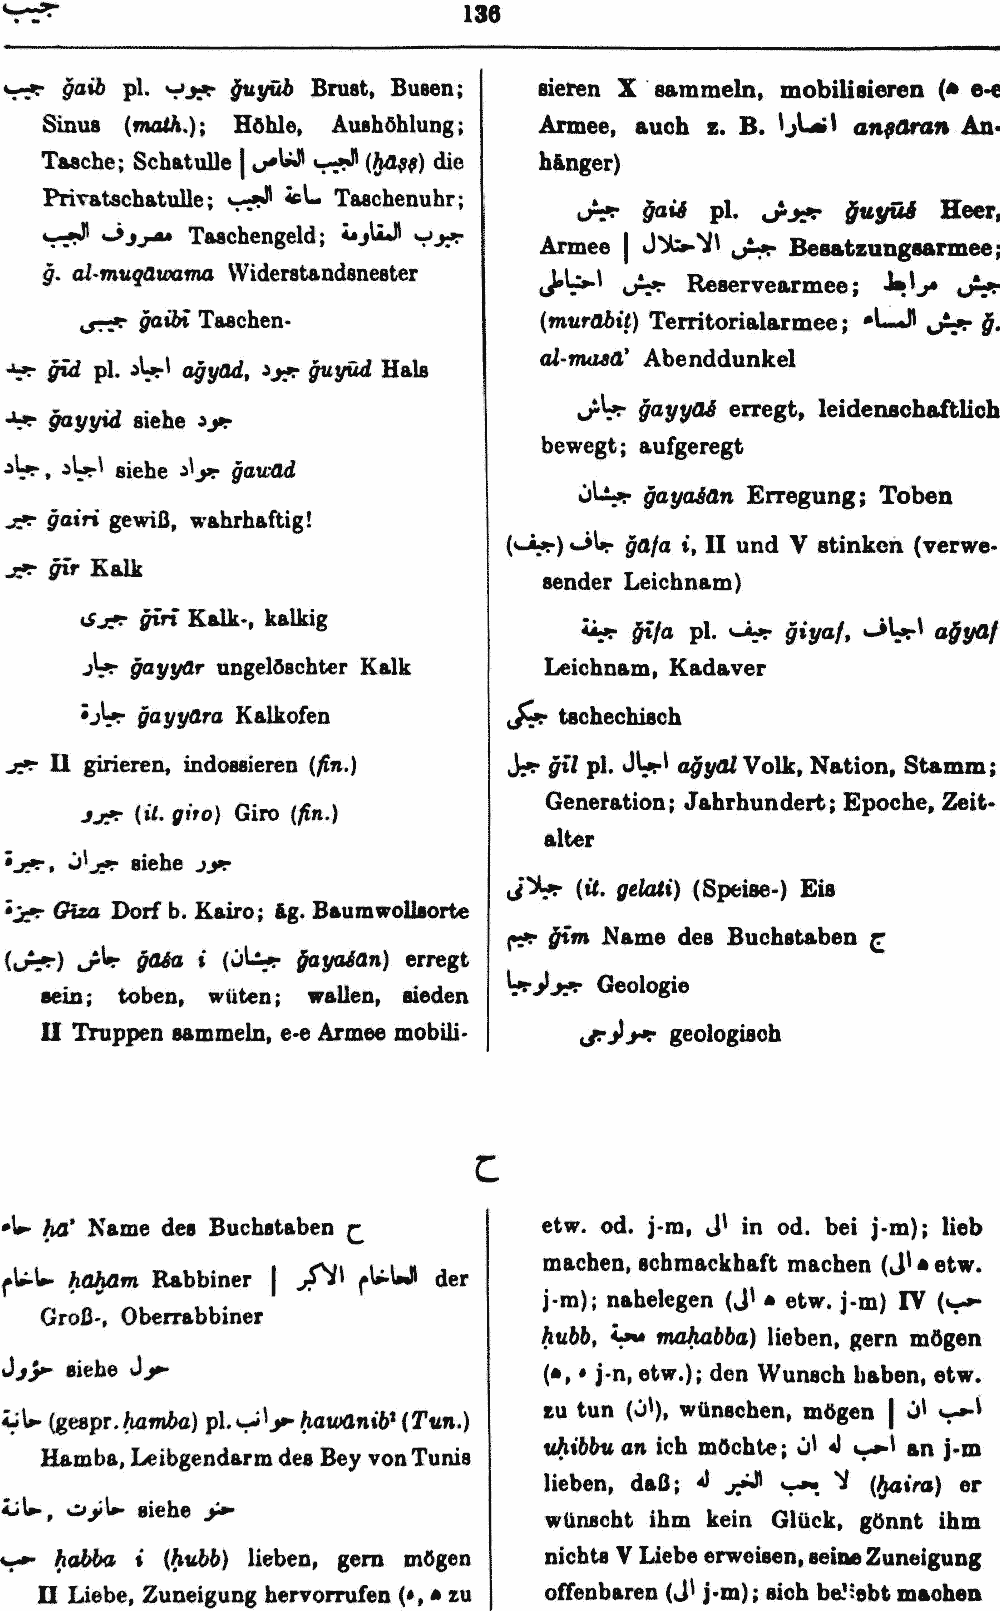 جيب
136
جيب ǧaib pl. جيوب ǧuyūb Brust, Busen;
Sinus (math.); Höhle, Aushöhlung;
Tasche; Schatulle | الجيب الخاص (ḫāṣṣ) die
Privatschatulle; ساعة الجيب Taschenuhr;
مصروف الجيب Taschengeld; جيوب المقاومة
ǧ. al-muqāwama Widerstandsnester
جيبى ǧaibī Taschen-
جيد ǧīd pl. اجياد aǧyād, جيود ǧuyūd Hals
جيد ǧayyid siehe جود
جياد, اجياد siehe جواد ǧawād
جير ǧairi gewiß, wahrhaftig!
جير ǧīr Kalk
جيرى ǧīrī Kalk-, kalkig
جيار ǧayyār ungelöschter Kalk
جيارة ǧayyāra Kalkofen
جير II girieren, indossieren (fin.)
جيرو (it. giro) Giro (fin.)
جيرة, جيران siehe جور
جيزة Gīza Dorf b. Kairo; äg. Baumwollsorte
(جيش) جاش ǧāša i (جيشان ǧayašān) erregt
sein; toben, wüten; wallen, sieden
II Truppen sammeln, e-e Armee mobili-
sieren X sammeln, mobilisieren (ه e-e
Armee, auch z. B. انصارا anṣāran An-
hänger)
جيش ǧaiš pl. جيوش ǧuyūš Heer,
Armee | جيش الاحتلال Besatzungsarmee;
جيش احتياطى Reservearmee; جيش مرابط
(murābiṭ) Territorialarmee; جيش المساء ǧ.
al-masā’ Abenddunkel
جياش ǧayyāš erregt, leidenschaftlich
bewegt; aufgeregt
جيشان ǧayašān Erregung; Toben
(جيف) جاف ǧāfa i, II und V stinken (verwe-
sender Leichnam)
جيفة ǧīfa pl. جيف ǧiyaf, اجياف aǧyāf
Leichnam, Kadaver
جيكى tschechisch
جيل ǧīl pl. اجيال aǧyāl Volk, Nation, Stamm;
Generation; Jahrhundert; Epoche, Zeit-
alter
جيلاتى (it. gelati) (Speise-) Eis
جيم ǧīm Name des Buchstaben ج
جيولوجيا Geologie
جيولوجى geologisch
ح
حاء ḥā’ Name des Buchstaben ح
حاخام ḥāḫām Rabbiner | الحاخام الاكبر der
Groß-, Oberrabbiner
حؤول siehe حول
حانبة (gespr. ḥamba) pl. حوانب ḥawānib² (Tun.)
Hamba, Leibgendarm des Bey von Tunis
حانة, حانوت siehe حنو
حب ḥabba i (ḥubb) lieben, gern mögen
II Liebe, Zuneigung hervorrufen (ه, ه zu
etw. od. j-m, الى in od. bei j-m); lieb
machen, schmackhaft machen (ه الى etw.
j-m); nahelegen (ه الى etw. j-m) IV (حب
ḥubb, محبة maḥabba) lieben, gern mögen
(ه, ه j-n, etw.); den Wunsch haben, etw.
zu tun (ان), wünschen, mögen | احب ان
uḥibbu an ich möchte; احب له ان an j-m
lieben, daß; لا يحب الخير له (ḫaira) er
wünscht ihm kein Glück, gönnt ihm
nichts V Liebe erweisen, seine Zuneigung
offenbaren (الى j-m); sich beliebt machen